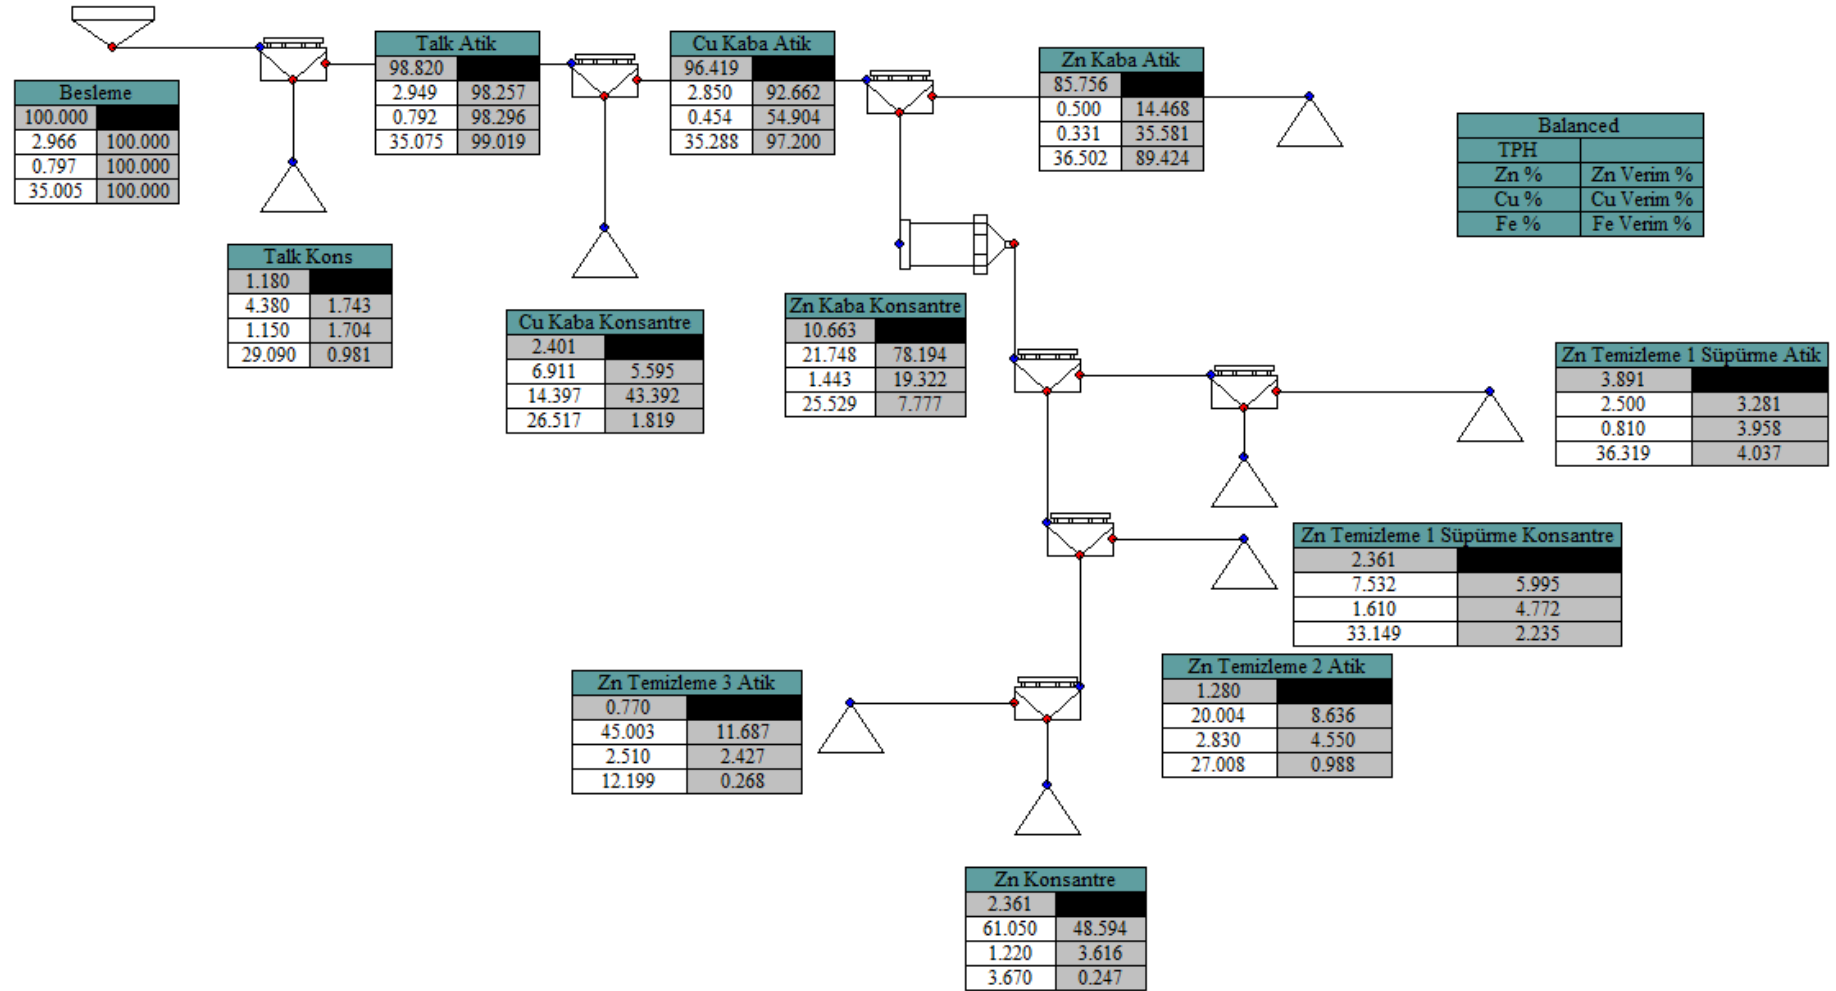 Besleme
100.000
2.966 100.000
0.797 100.000
35.005 100.000
Talk Kons
1.180
4.380 1.743
1.150 1.704
29.090 0.981
Talk Atik
98.820
2.949 98.257
0.792 98.296
35.075 99.019
Cu Kaba Konsantre
2.401
6.911 5.595
14.397 43.392
26.517 1.819
Cu Kaba Atik
96.419
2.850 92.662
0.454 54.904
35.288 97.200
Zn Kaba Konsantre
10.663
21.748 78.194
1.443 19.322
25.529 7.777
Zn Kaba Atik
85.756
0.500 14.468
0.331 35.581
36.502 89.424
Balanced
TPH
Zn % Zn Verim %
Cu % Cu Verim %
Fe % Fe Verim %
Zn Temizleme 1 Süpürme Atik
3.891
2.500 3.281
0.810 3.958
36.319 4.037
Zn Temizleme 1 Süpürme Konsantre
2.361
7.532 5.995
1.610 4.772
33.149 2.235
Zn Temizleme 2 Atik
1.280
20.004 8.636
2.830 4.550
27.008 0.988
Zn Temizleme 3 Atik
0.770
45.003 11.687
2.510 2.427
12.199 0.268
Zn Konsantre
2.361
61.050 48.594
1.220 3.616
3.670 0.247